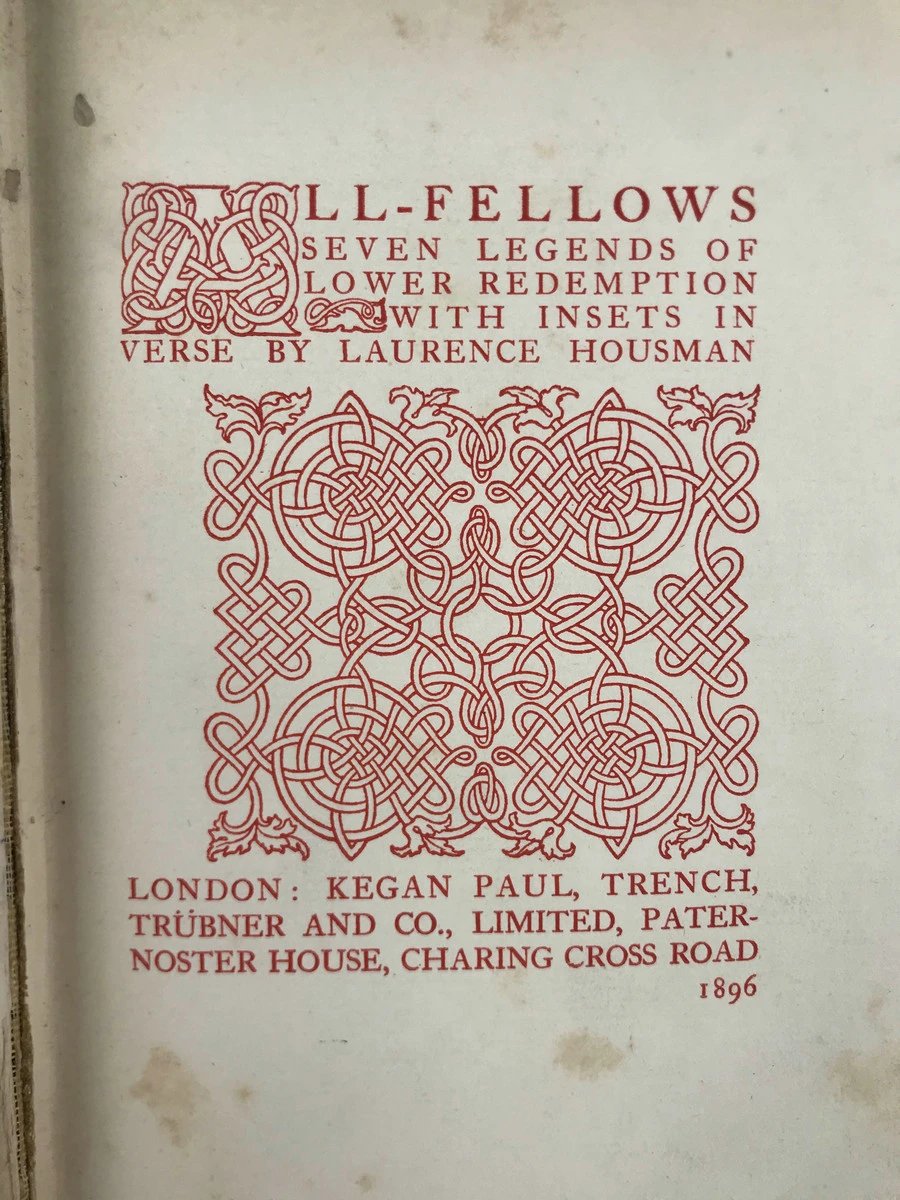 ALL-FELLOWS
SEVEN LEGENDS OF
LOWER REDEMPTION
WITH INSETS IN
VERSE BY LAURENCE HOUSMAN
LONDON: KEGAN PAUL, TRENCH,
TRÜBNER AND CO., LIMITED, PATER-
NOSTER HOUSE, CHARING CROSS ROAD
1896